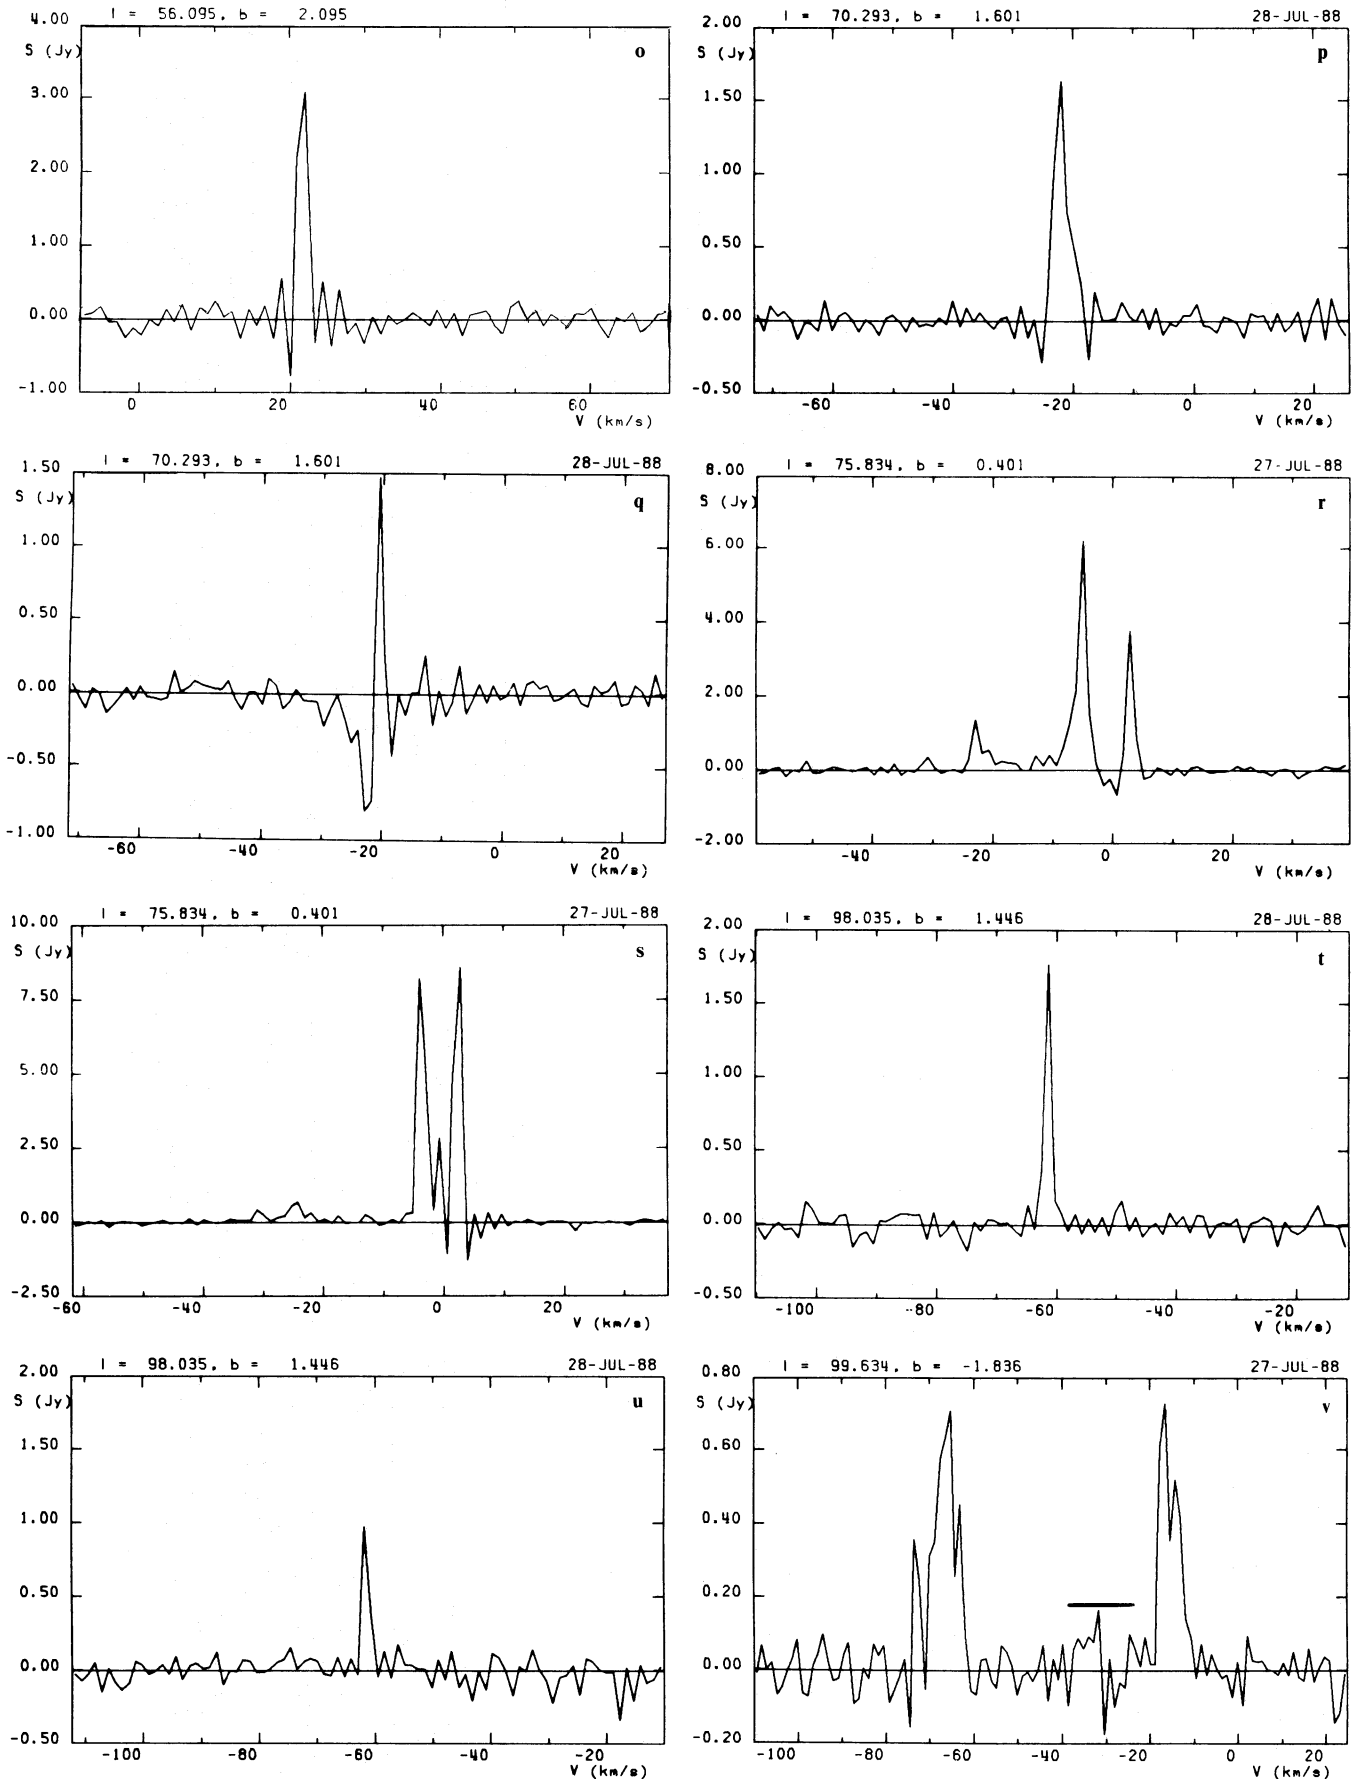 l = 56.095, b = 2.095
4.00
S (Jy)
o
3.00
2.00
1.00
0.00
-1.00
0 20 40 60
V (km/s)
l = 70.293, b = 1.601 28-JUL-88
2.00
S (Jy)
p
1.50
1.00
0.50
0.00
-0.50
-60 -40 -20 0 20
V (km/s)
l = 70.293, b = 1.601 28-JUL-88
1.50
S (Jy)
q
1.00
0.50
0.00
-0.50
-1.00
-60 -40 -20 0 20
V (km/s)
l = 75.834, b = 0.401 27-JUL-88
8.00
S (Jy)
r
6.00
4.00
2.00
0.00
-2.00
-40 -20 0 20
V (km/s)
l = 75.834, b = 0.401 27-JUL-88
10.00
S (Jy)
s
7.50
5.00
2.50
0.00
-2.50
-60 -40 -20 0 20
V (km/s)
l = 98.035, b = 1.446 28-JUL-88
2.00
S (Jy)
t
1.50
1.00
0.50
0.00
-0.50
-100 -80 -60 -40 -20
V (km/s)
l = 98.035, b = 1.446 28-JUL-88
2.00
S (Jy)
u
1.50
1.00
0.50
0.00
-0.50
-100 -80 -60 -40 -20
V (km/s)
l = 99.634, b = -1.836 27-JUL-88
0.80
S (Jy)
v
0.60
0.40
0.20
0.00
-0.20
-100 -80 -60 -40 -20 0 20
V (km/s)